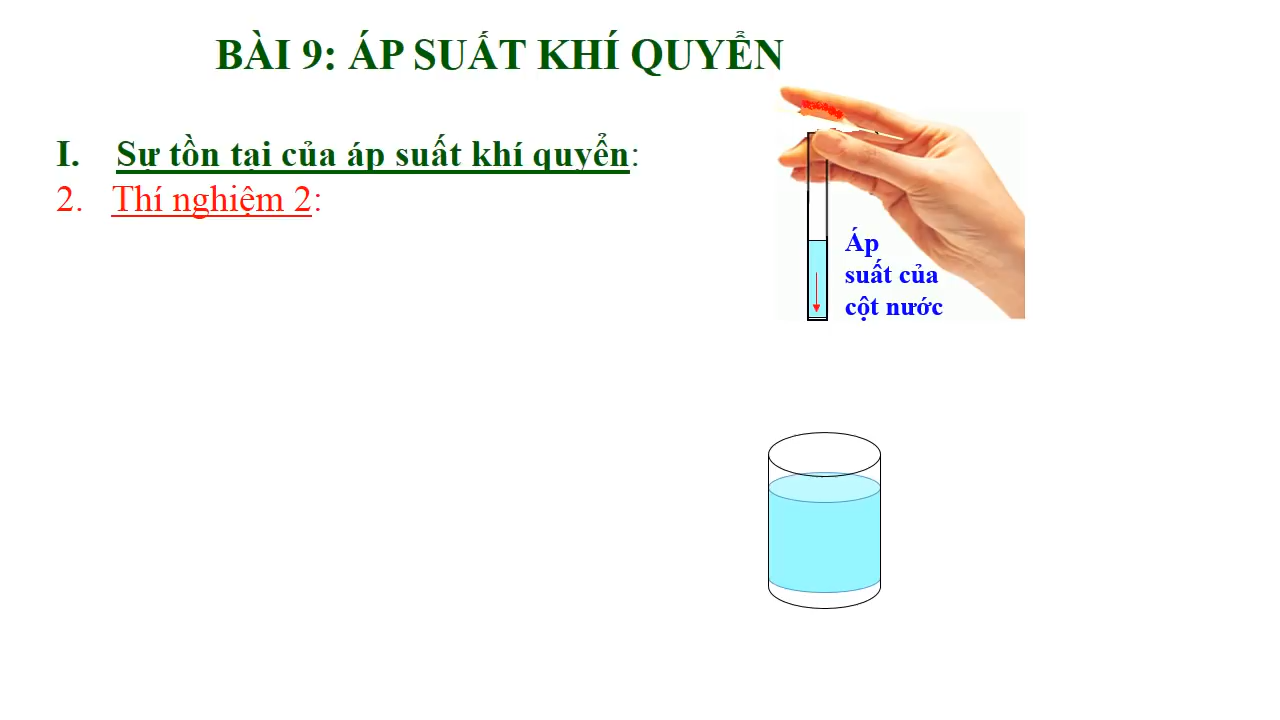 BÀI 9: ÁP SUẤT KHÍ QUYỂN
I. Sự tồn tại của áp suất khí quyển:
2. Thí nghiệm 2:
Áp
suất của
cột nước